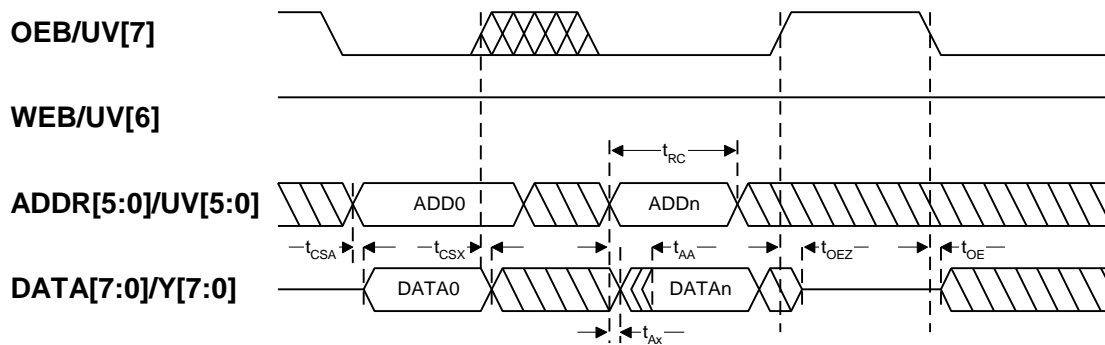 OEB/UV[7]
WEB/UV[6]
t_RC
ADDR[5:0]/UV[5:0] ADD0 ADDn
t_CSA t_CSX t_AA t_OEZ t_OE
DATA[7:0]/Y[7:0] DATA0 DATAn
t_Ax